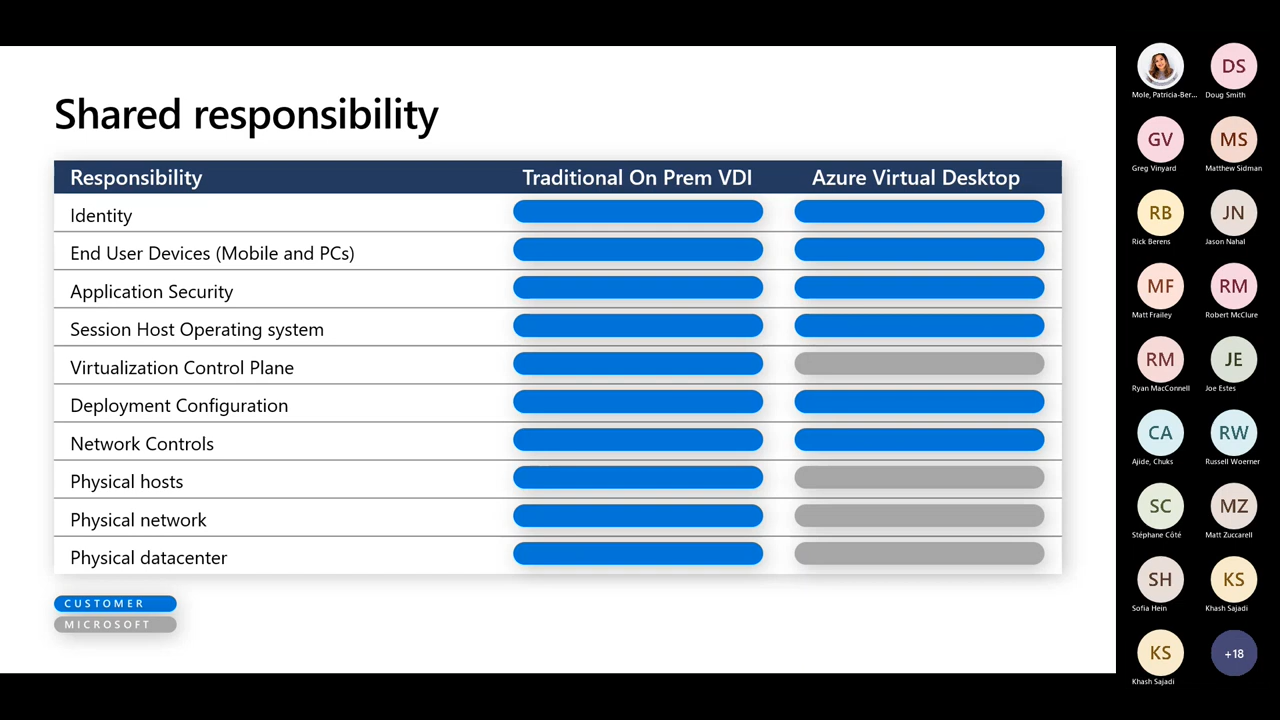 Shared responsibility
Responsibility Traditional On Prem VDI Azure Virtual Desktop
Identity
End User Devices (Mobile and PCs)
Application Security
Session Host Operating system
Virtualization Control Plane
Deployment Configuration
Network Controls
Physical hosts
Physical network
Physical datacenter
CUSTOMER
MICROSOFT
DS
Mole, Patricia-Ber... Doug Smith
GV MS
Greg Vinyard Matthew Sidman
RB JN
Rick Berens Jason Nahal
MF RM
Matt Frailey Robert McClure
RM JE
Ryan MacConnell Joe Estes
CA RW
Ajide, Chuks Russell Woerner
SC MZ
Stéphane Côté Matt Zuccarell
SH KS
Sofia Hein Khash Sajadi
KS +18
Khash Sajadi